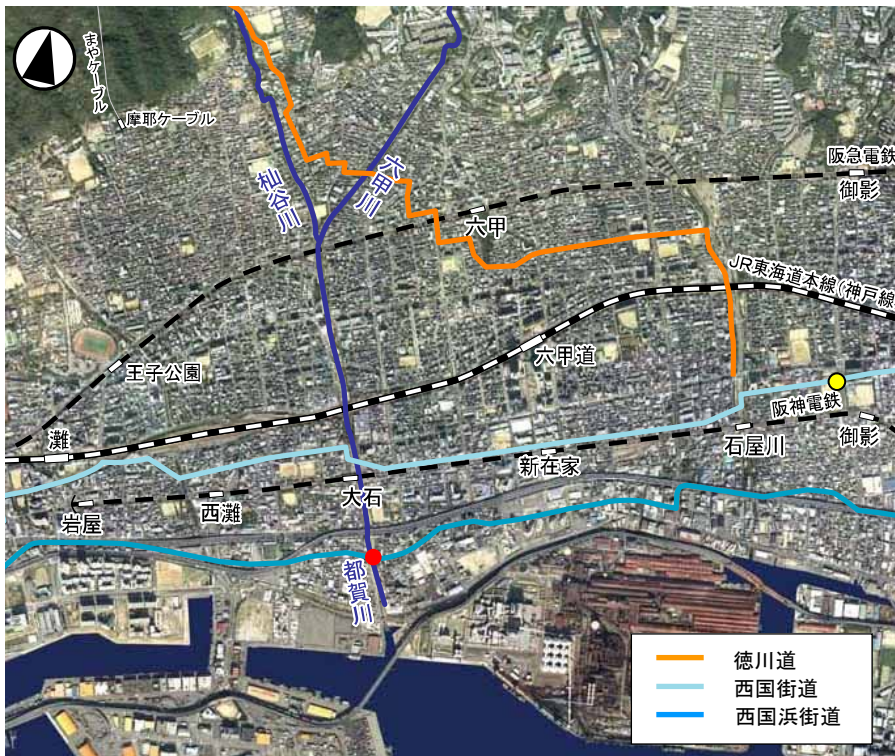 まやケーブル
摩耶ケーブル
杣谷川
六甲川
阪急電鉄
御影
六甲
JR東海道本線(神戸線
六甲道
王子公園
灘
阪神電鉄
御影
石屋川
新在家
大石
西灘
岩屋
都賀川
徳川道
西国街道
西国浜街道